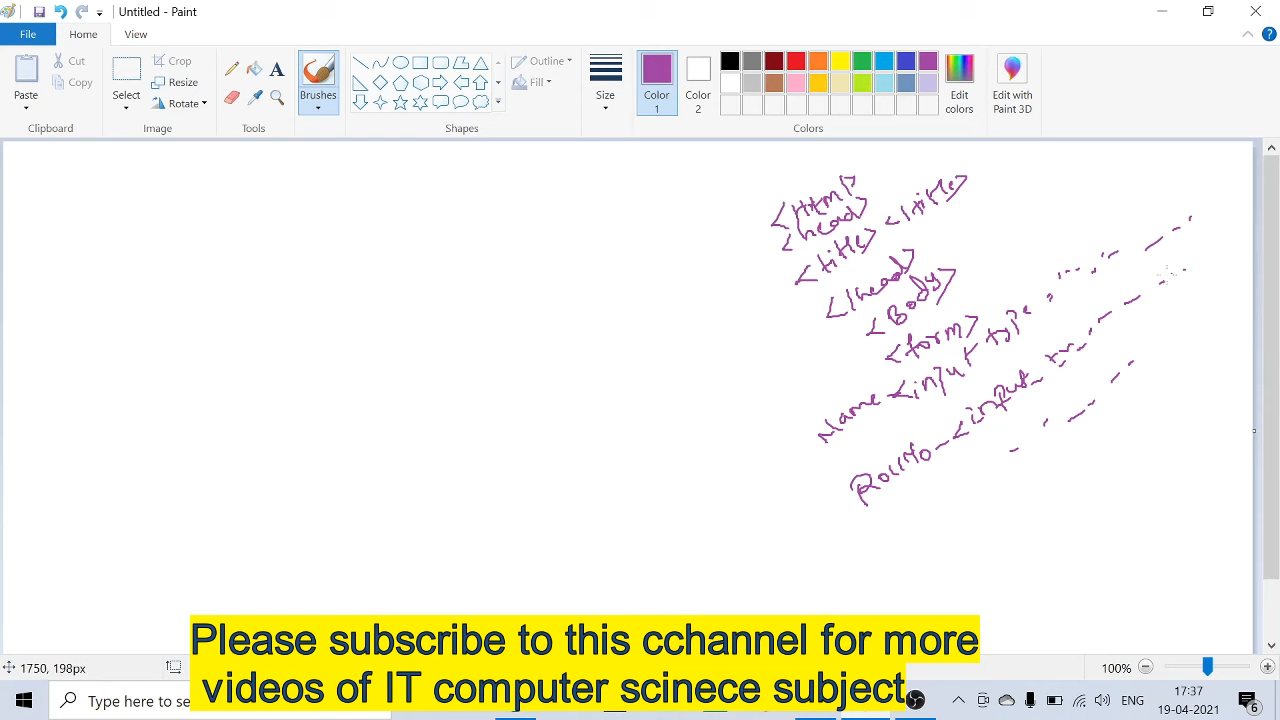 Untitled - Paint
File Home View
Paste
Cut
Copy
Clipboard
Select
Crop
Resize
Rotate
Image
Tools
Brushes
Shapes
Outline
Fill
Size
Color 1
Color 2
Colors
Edit colors
Edit with Paint 3D
<Html>
<head>
<title> </title>
</head>
<Body>
<form>
Name <input type
RollNo <input
Please subscribe to this cchannel for more
videos of IT computer scinece subject
1750, 198px
100%
Type here to search
ENG
17:37
19-04-2021
6